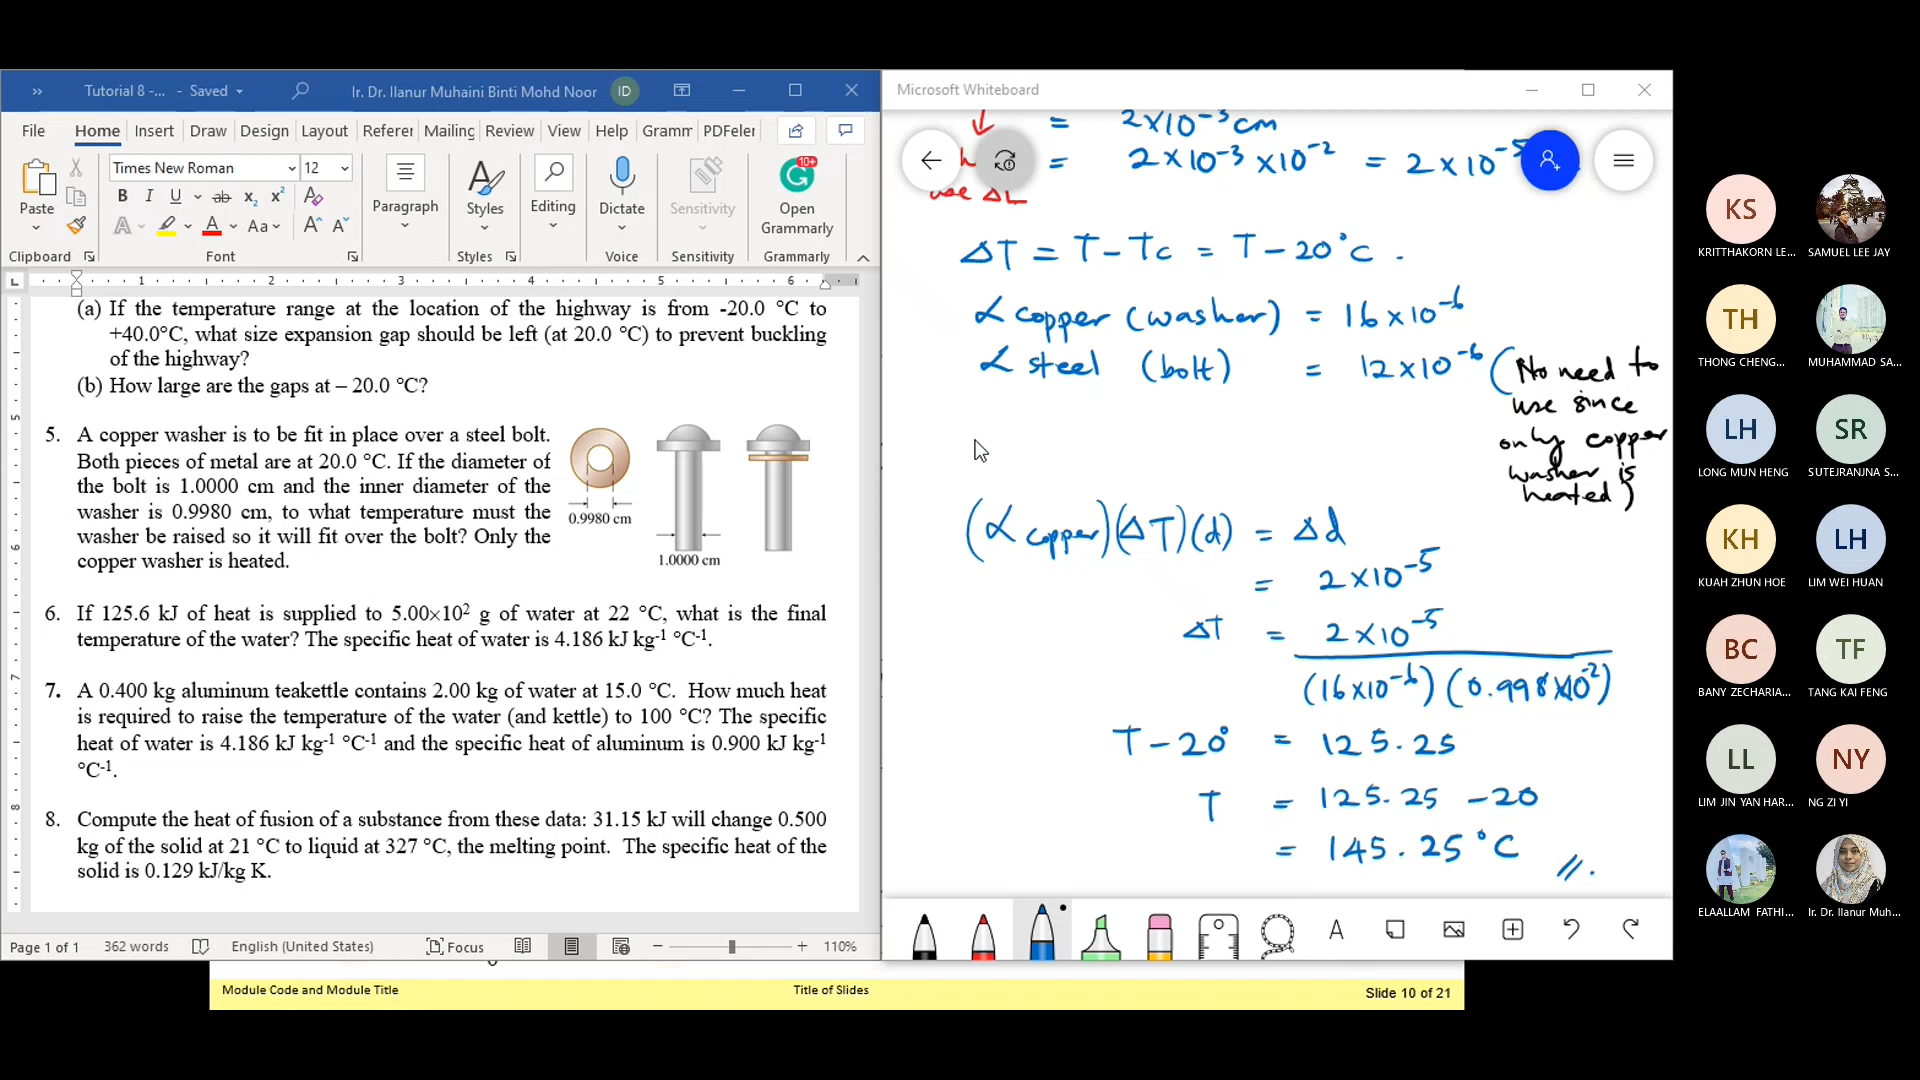 Tutorial 8 -... - Saved
Ir. Dr. Ilanur Muhaini Binti Mohd Noor
ID
File Home Insert Draw Design Layout Referer Mailing Review View Help Gramm PDFeler
Times New Roman 12
Paste
B I U ab x₂ x²
A A Aa A A
Paragraph
Styles
Editing
Dictate
Sensitivity
10+
Open
Grammarly
Clipboard Font Styles Voice Sensitivity Grammarly
L 1 2 3 4 5 6
(a) If the temperature range at the location of the highway is from -20.0 °C to
+40.0°C, what size expansion gap should be left (at 20.0 °C) to prevent buckling
of the highway?
(b) How large are the gaps at – 20.0 °C?
5. A copper washer is to be fit in place over a steel bolt.
Both pieces of metal are at 20.0 °C. If the diameter of
the bolt is 1.0000 cm and the inner diameter of the
washer is 0.9980 cm, to what temperature must the
washer be raised so it will fit over the bolt? Only the
copper washer is heated.
0.9980 cm
1.0000 cm
6. If 125.6 kJ of heat is supplied to 5.00×10² g of water at 22 °C, what is the final
temperature of the water? The specific heat of water is 4.186 kJ kg⁻¹ °C⁻¹.
7. A 0.400 kg aluminum teakettle contains 2.00 kg of water at 15.0 °C. How much heat
is required to raise the temperature of the water (and kettle) to 100 °C? The specific
heat of water is 4.186 kJ kg⁻¹ °C⁻¹ and the specific heat of aluminum is 0.900 kJ kg⁻¹
°C⁻¹.
8. Compute the heat of fusion of a substance from these data: 31.15 kJ will change 0.500
kg of the solid at 21 °C to liquid at 327 °C, the melting point. The specific heat of the
solid is 0.129 kJ/kg K.
5
6
7
8
Page 1 of 1 362 words English (United States) Focus 110%
Microsoft Whiteboard
= 2×10⁻³ cm
= 2×10⁻³ ×10⁻² = 2×10⁻⁵
use ΔL
ΔT = T – Tc = T – 20°C .
α copper (washer) = 16×10⁻⁶
α steel (bolt) = 12×10⁻⁶ (No need to
use since
only copper
washer is
heated)
(α copper)(ΔT)(d) = Δd
= 2×10⁻⁵
ΔT = 2×10⁻⁵
(16×10⁻⁶)(0.998×10⁻²)
T – 20° = 125.25
T = 125.25 – 20
= 145.25 °C //.
A
Module Code and Module Title Title of Slides Slide 10 of 21
KS
KRITTHAKORN LE... SAMUEL LEE JAY
TH
THONG CHENG... MUHAMMAD SA...
LH SR
LONG MUN HENG SUTEJRANJNA S...
KH LH
KUAH ZHUN HOE LIM WEI HUAN
BC TF
BANY ZECHARIA... TANG KAI FENG
LL NY
LIM JIN YAN HAR... NG ZI YI
ELAALLAM FATHI... Ir. Dr. Ilanur Muh...